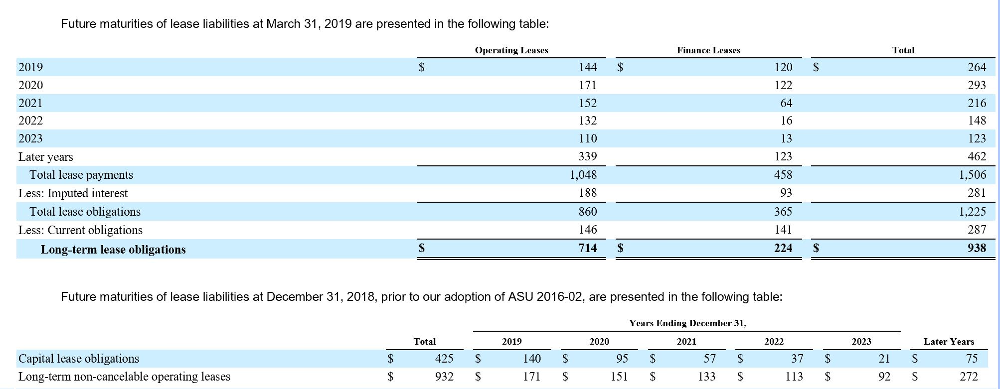 Future maturities of lease liabilities at March 31, 2019 are presented in the following table:
Operating Leases Finance Leases Total
2019 $ 144 $ 120 $ 264
2020 171 122 293
2021 152 64 216
2022 132 16 148
2023 110 13 123
Later years 339 123 462
Total lease payments 1,048 458 1,506
Less: Imputed interest 188 93 281
Total lease obligations 860 365 1,225
Less: Current obligations 146 141 287
Long-term lease obligations $ 714 $ 224 $ 938
Future maturities of lease liabilities at December 31, 2018, prior to our adoption of ASU 2016-02, are presented in the following table:
Years Ending December 31,
Total 2019 2020 2021 2022 2023 Later Years
Capital lease obligations $ 425 $ 140 $ 95 $ 57 $ 37 $ 21 $ 75
Long-term non-cancelable operating leases $ 932 $ 171 $ 151 $ 133 $ 113 $ 92 $ 272